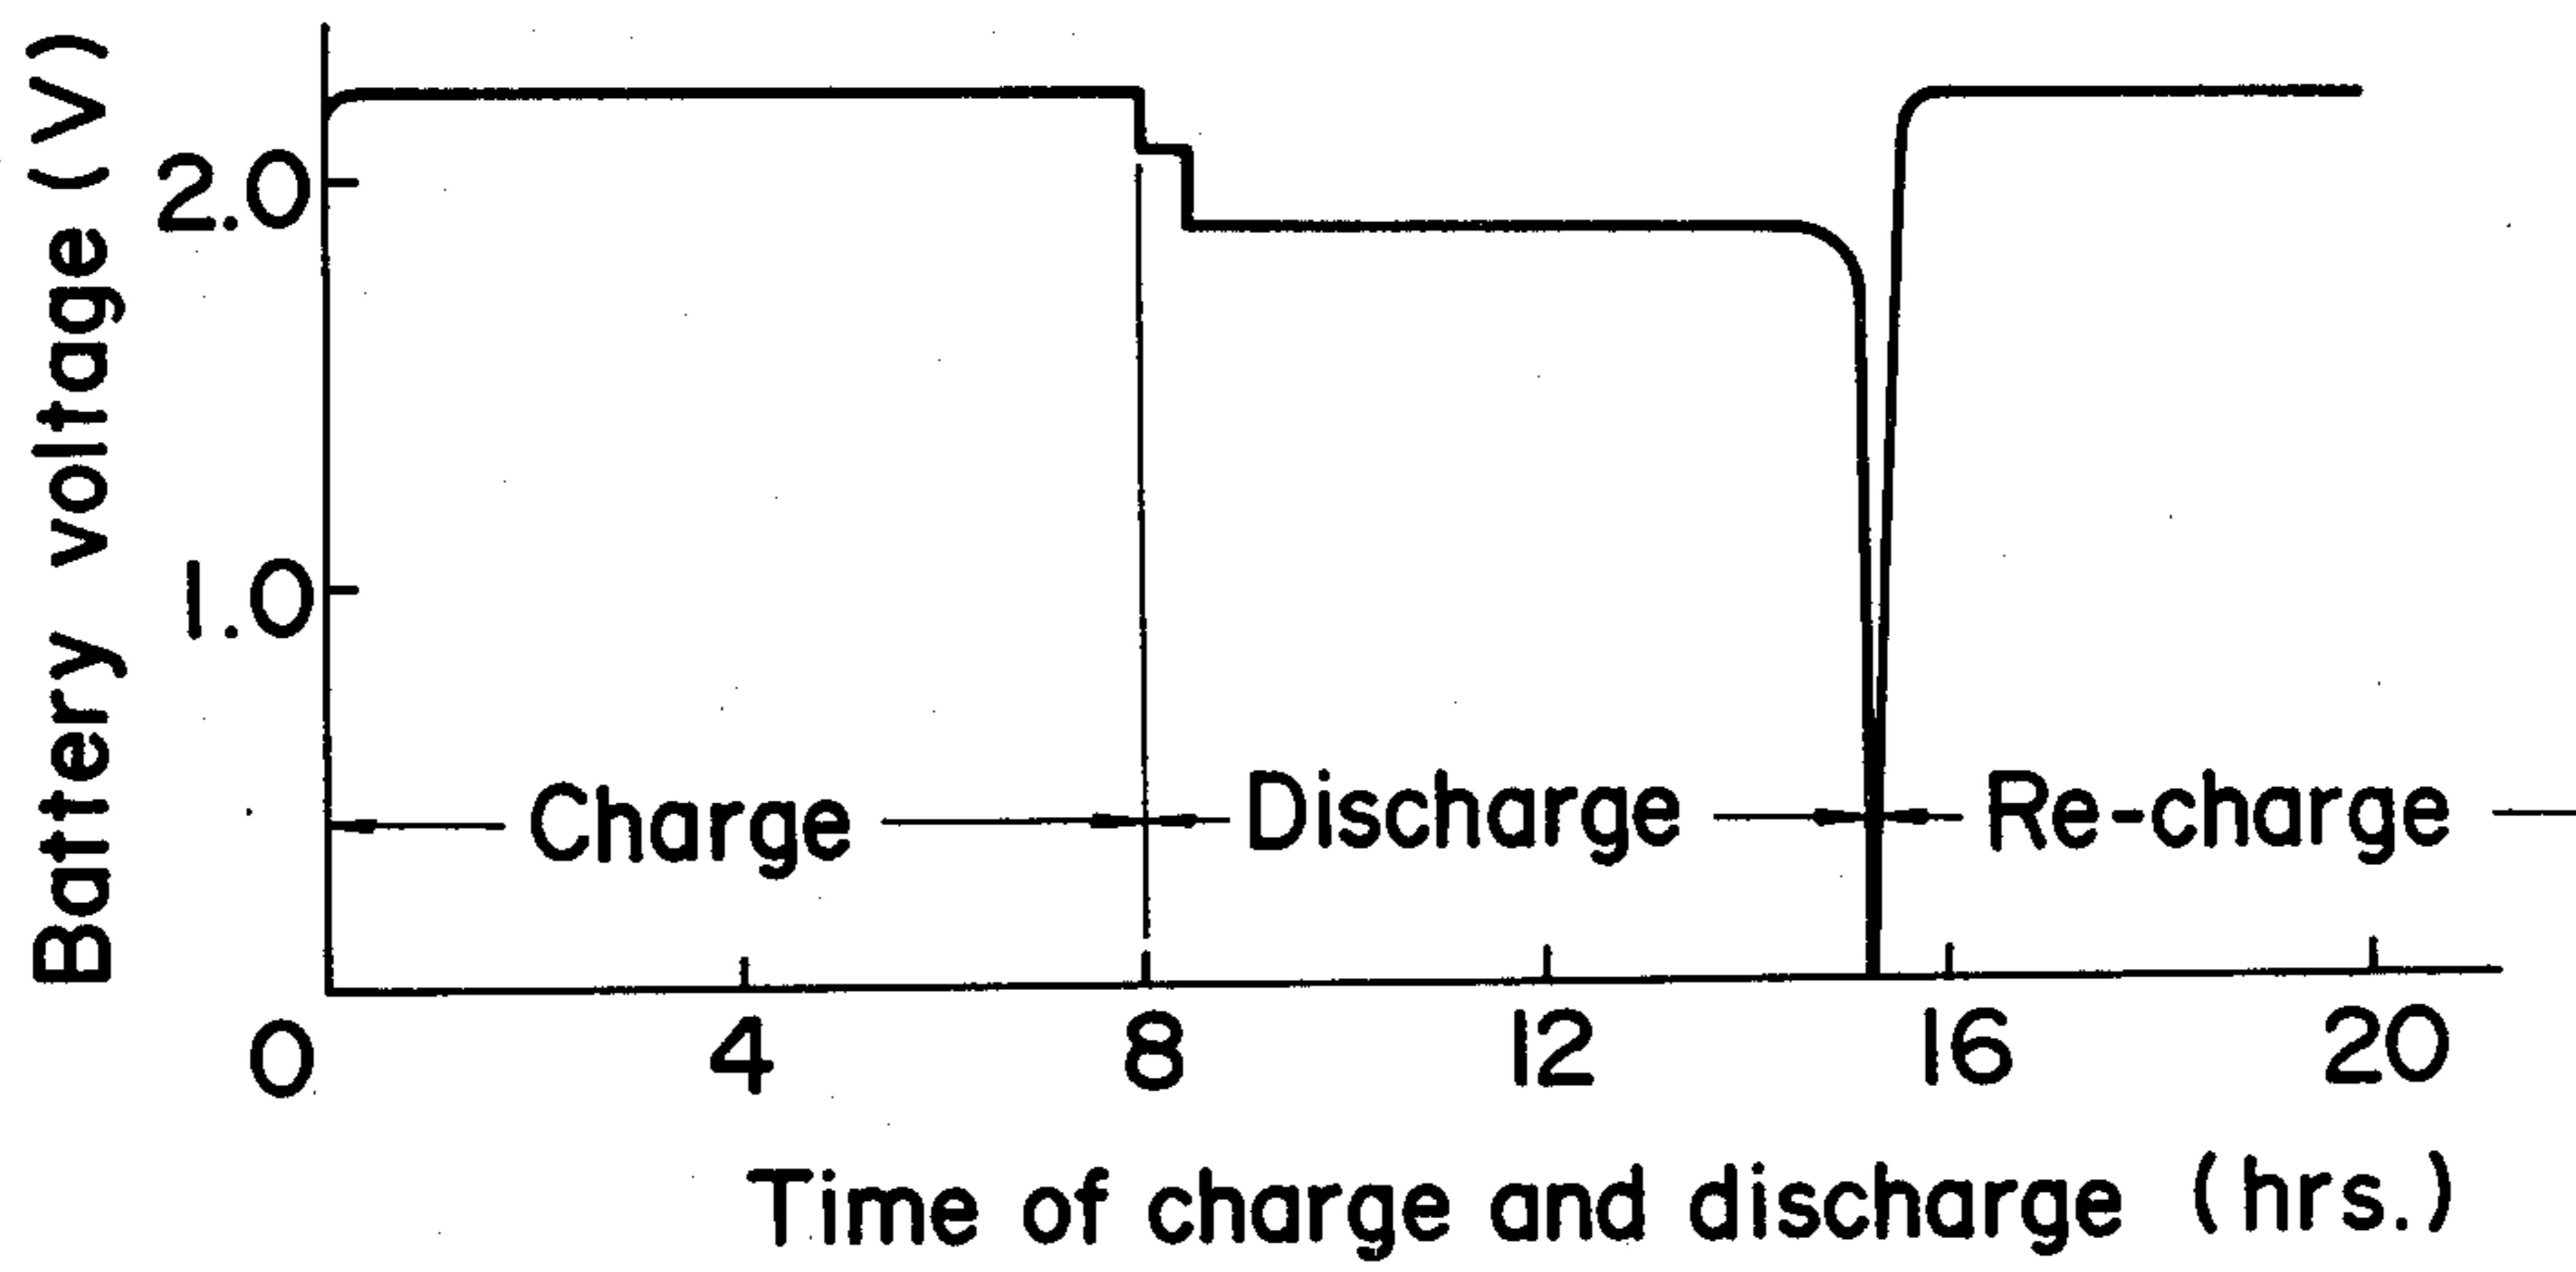 Battery voltage (V)
2.0
1.0
Charge
Discharge
Re-charge
0 4 8 12 16 20
Time of charge and discharge (hrs.)